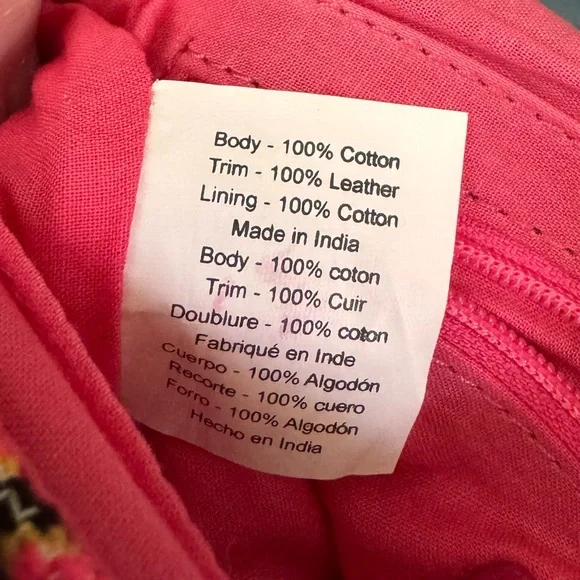 Body - 100% Cotton
Trim - 100% Leather
Lining - 100% Cotton
Made in India
Body - 100% coton
Trim - 100% Cuir
Doublure - 100% coton
Fabriqué en Inde
Cuerpo - 100% Algodón
Recorte - 100% cuero
Forro - 100% Algodón
Hecho en India